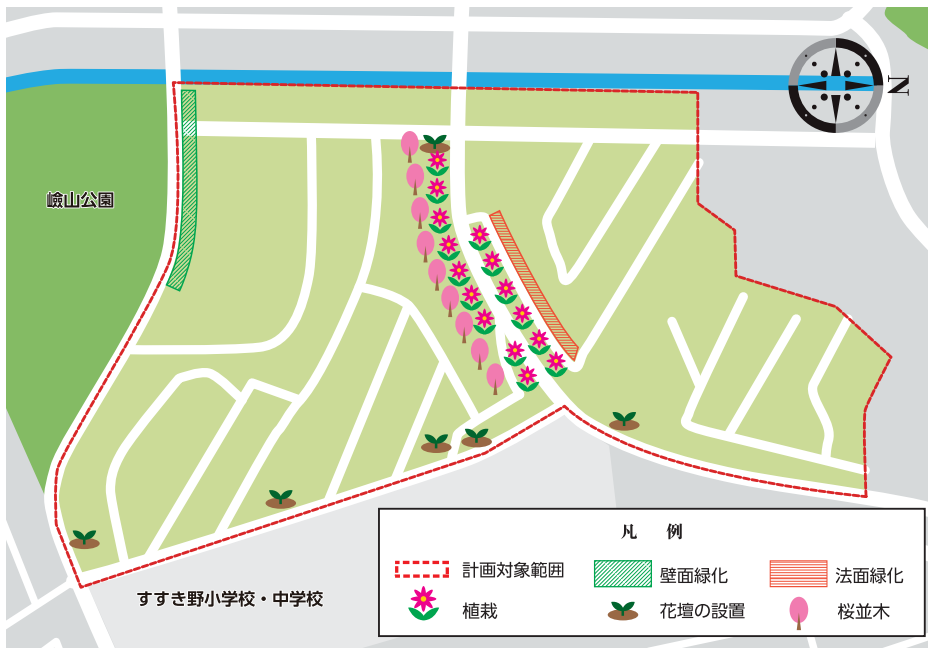 N
嶮山公園
すすき野小学校・中学校
凡 例
計画対象範囲
壁面緑化
法面緑化
植栽
花壇の設置
桜並木